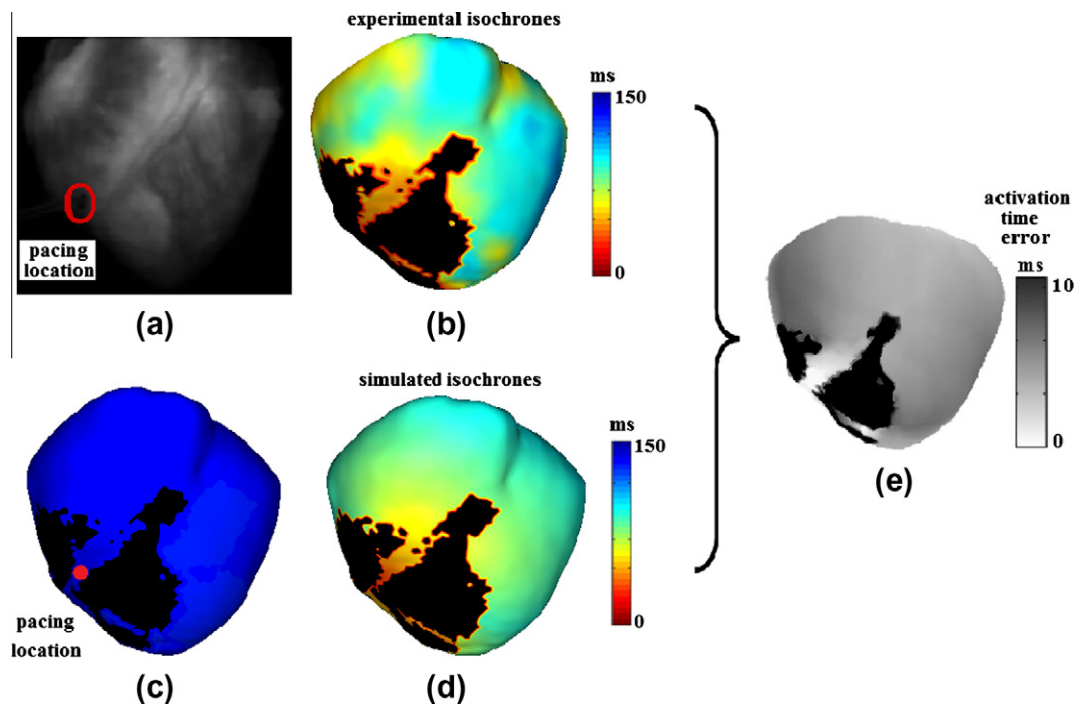 experimental isochrones
ms
150
0
pacing
location
(a)
(b)
activation
time
error
ms
10
0
(e)
simulated isochrones
ms
150
0
pacing
location
(c)
(d)